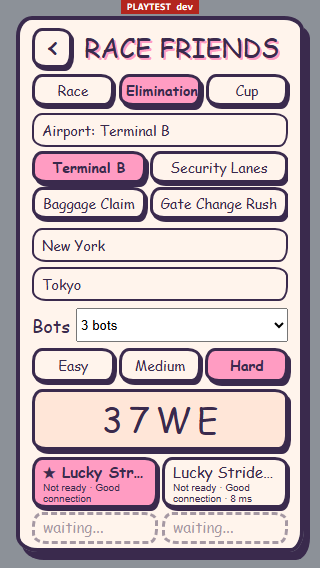 PLAYTEST dev
RACE FRIENDS
Race Elimination Cup
Airport: Terminal B
Terminal B Security Lanes
Baggage Claim Gate Change Rush
New York
Tokyo
Bots 3 bots
Easy Medium Hard
37WE
★ Lucky Str...
Not ready · Good
connection
Lucky Stride...
Not ready · Good
connection · 8 ms
waiting... waiting...